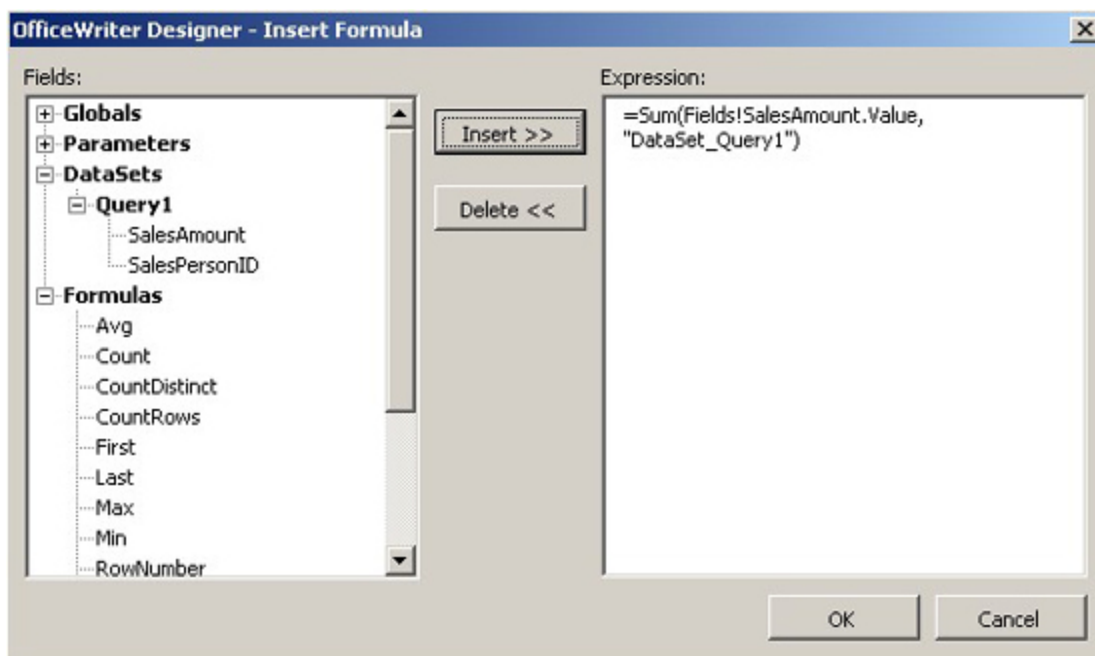 OfficeWriter Designer - Insert Formula
Fields:
Globals
Parameters
DataSets
Query1
SalesAmount
SalesPersonID
Formulas
Avg
Count
CountDistinct
CountRows
First
Last
Max
Min
RowNumber
Insert >>
Delete <<
Expression:
=Sum(Fields!SalesAmount.Value,
"DataSet_Query1")
OK
Cancel